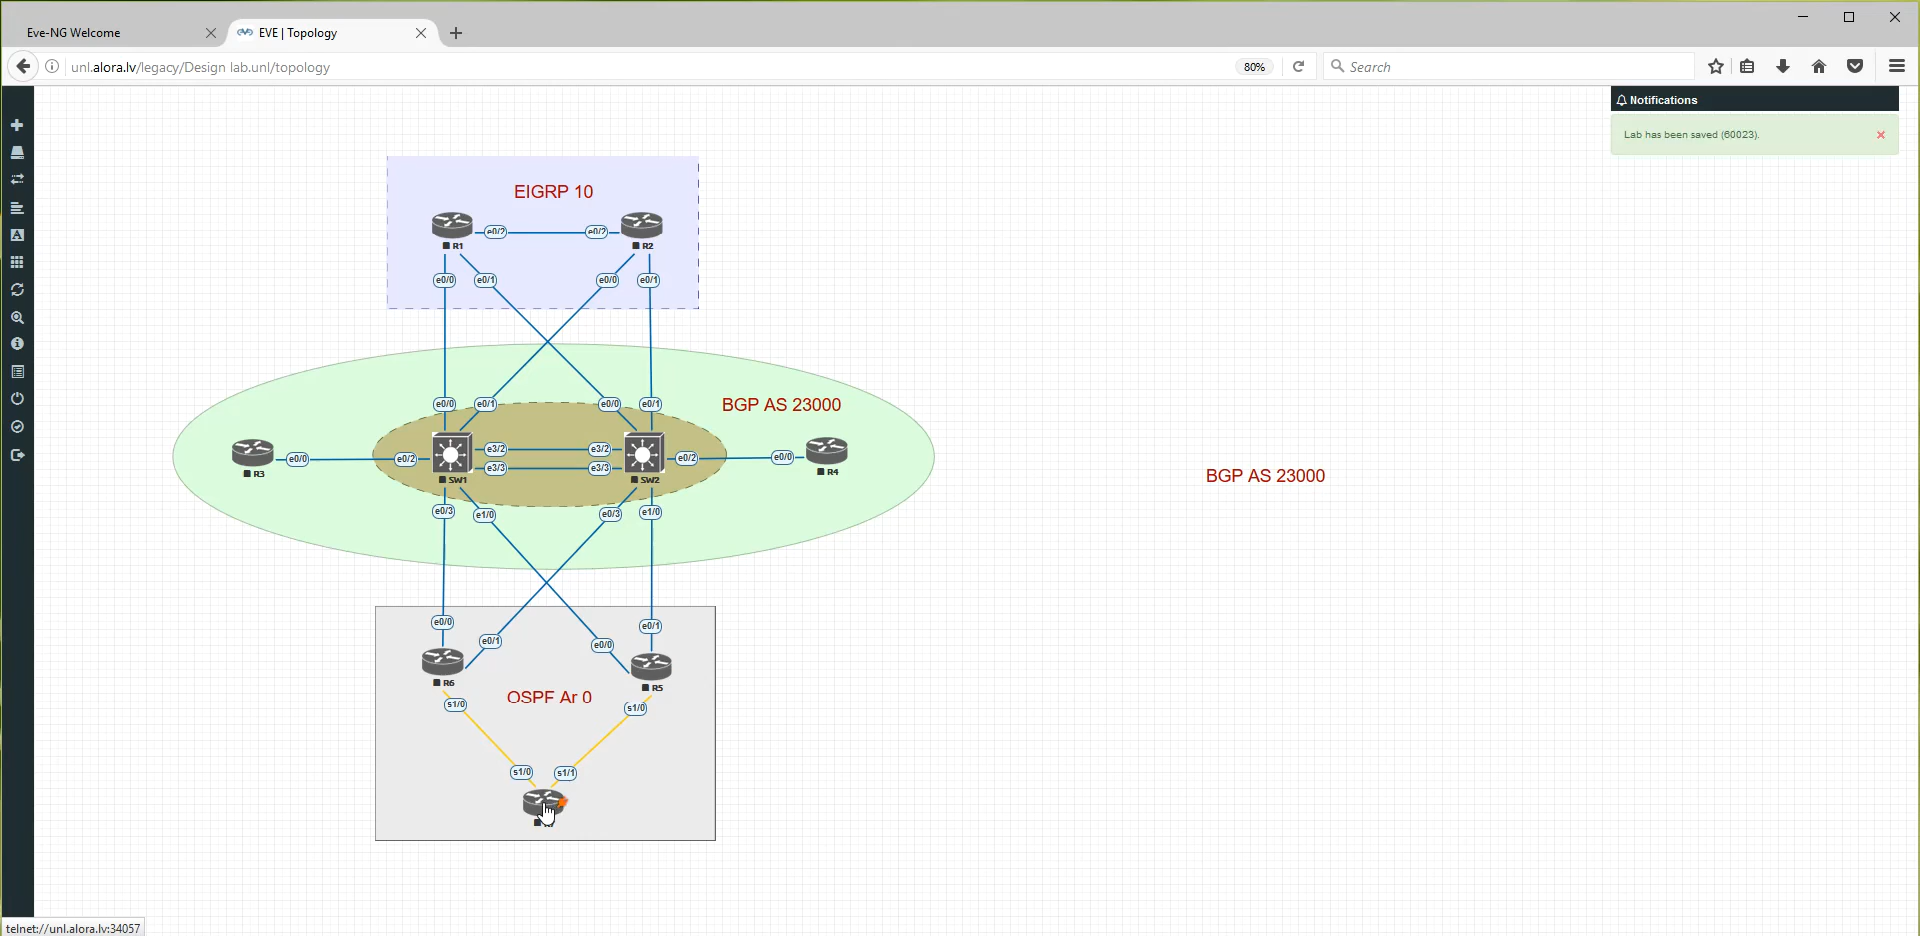 Eve-NG Welcome
EVE | Topology
unl.alora.lv/legacy/Design lab.unl/topology
80%
Search
Notifications
Lab has been saved (60023).
EIGRP 10
e0/2
e0/2
R1
R2
e0/0
e0/1
e0/0
e0/1
BGP AS 23000
e0/0
e0/1
e0/0
e0/1
R3
e0/0
e0/2
e3/2
e3/2
e3/3
e3/3
e0/2
e0/0
R4
SW1
SW2
BGP AS 23000
e0/3
e1/0
e0/3
e1/0
e0/0
e0/1
e0/1
e0/0
R6
R5
OSPF Ar 0
s1/0
s1/0
s1/0
s1/1
telnet://unl.alora.lv:34057